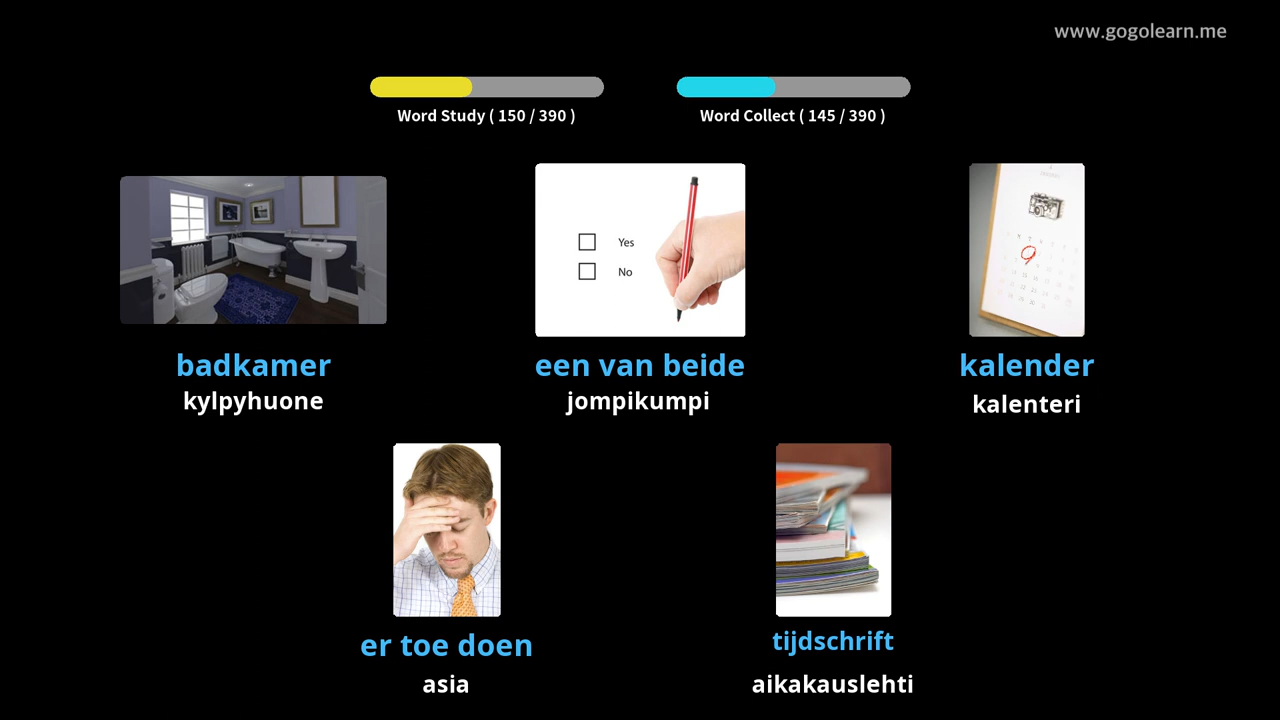 www.gogolearn.me
Word Study ( 150 / 390 )
Word Collect ( 145 / 390 )
Yes
No
badkamer
kylpyhuone
een van beide
jompikumpi
kalender
kalenteri
er toe doen
asia
tijdschrift
aikakauslehti